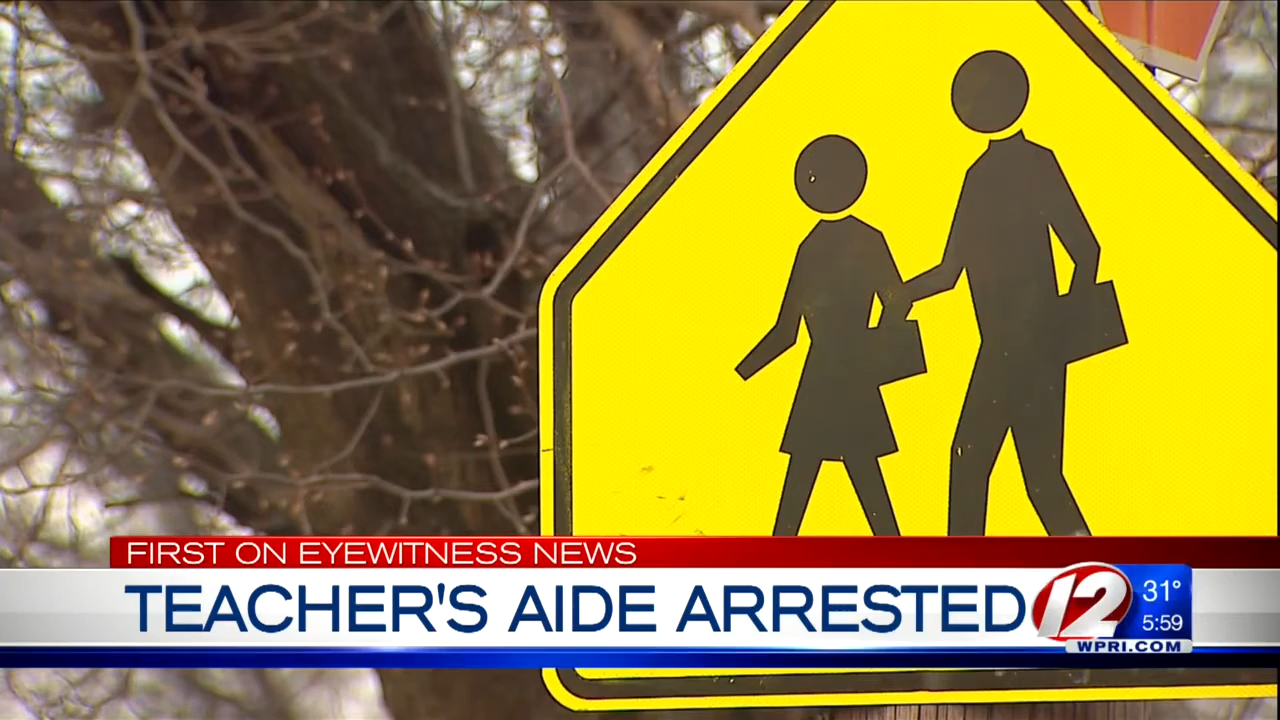 FIRST ON EYEWITNESS NEWS
TEACHER'S AIDE ARRESTED
12
31°
5:59
WPRI.COM